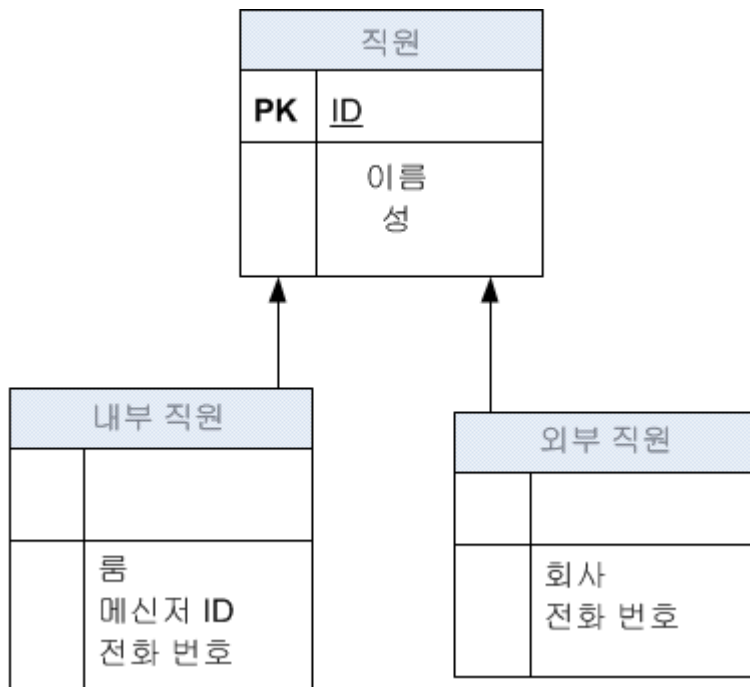 직원
PK ID
이름
성
내부 직원
룸
메신저 ID
전화 번호
외부 직원
회사
전화 번호